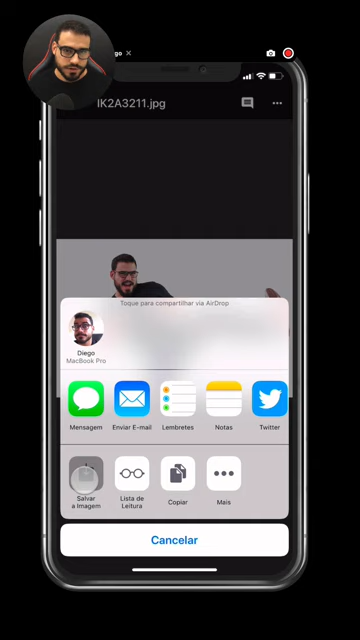 go ×
IK2A3211.jpg
Toque para compartilhar via AirDrop
Diego
MacBook Pro
Mensagem
Enviar E-mail
Lembretes
Notas
Twitter
Salvar
a Imagem
Lista de
Leitura
Copiar
Mais
Cancelar